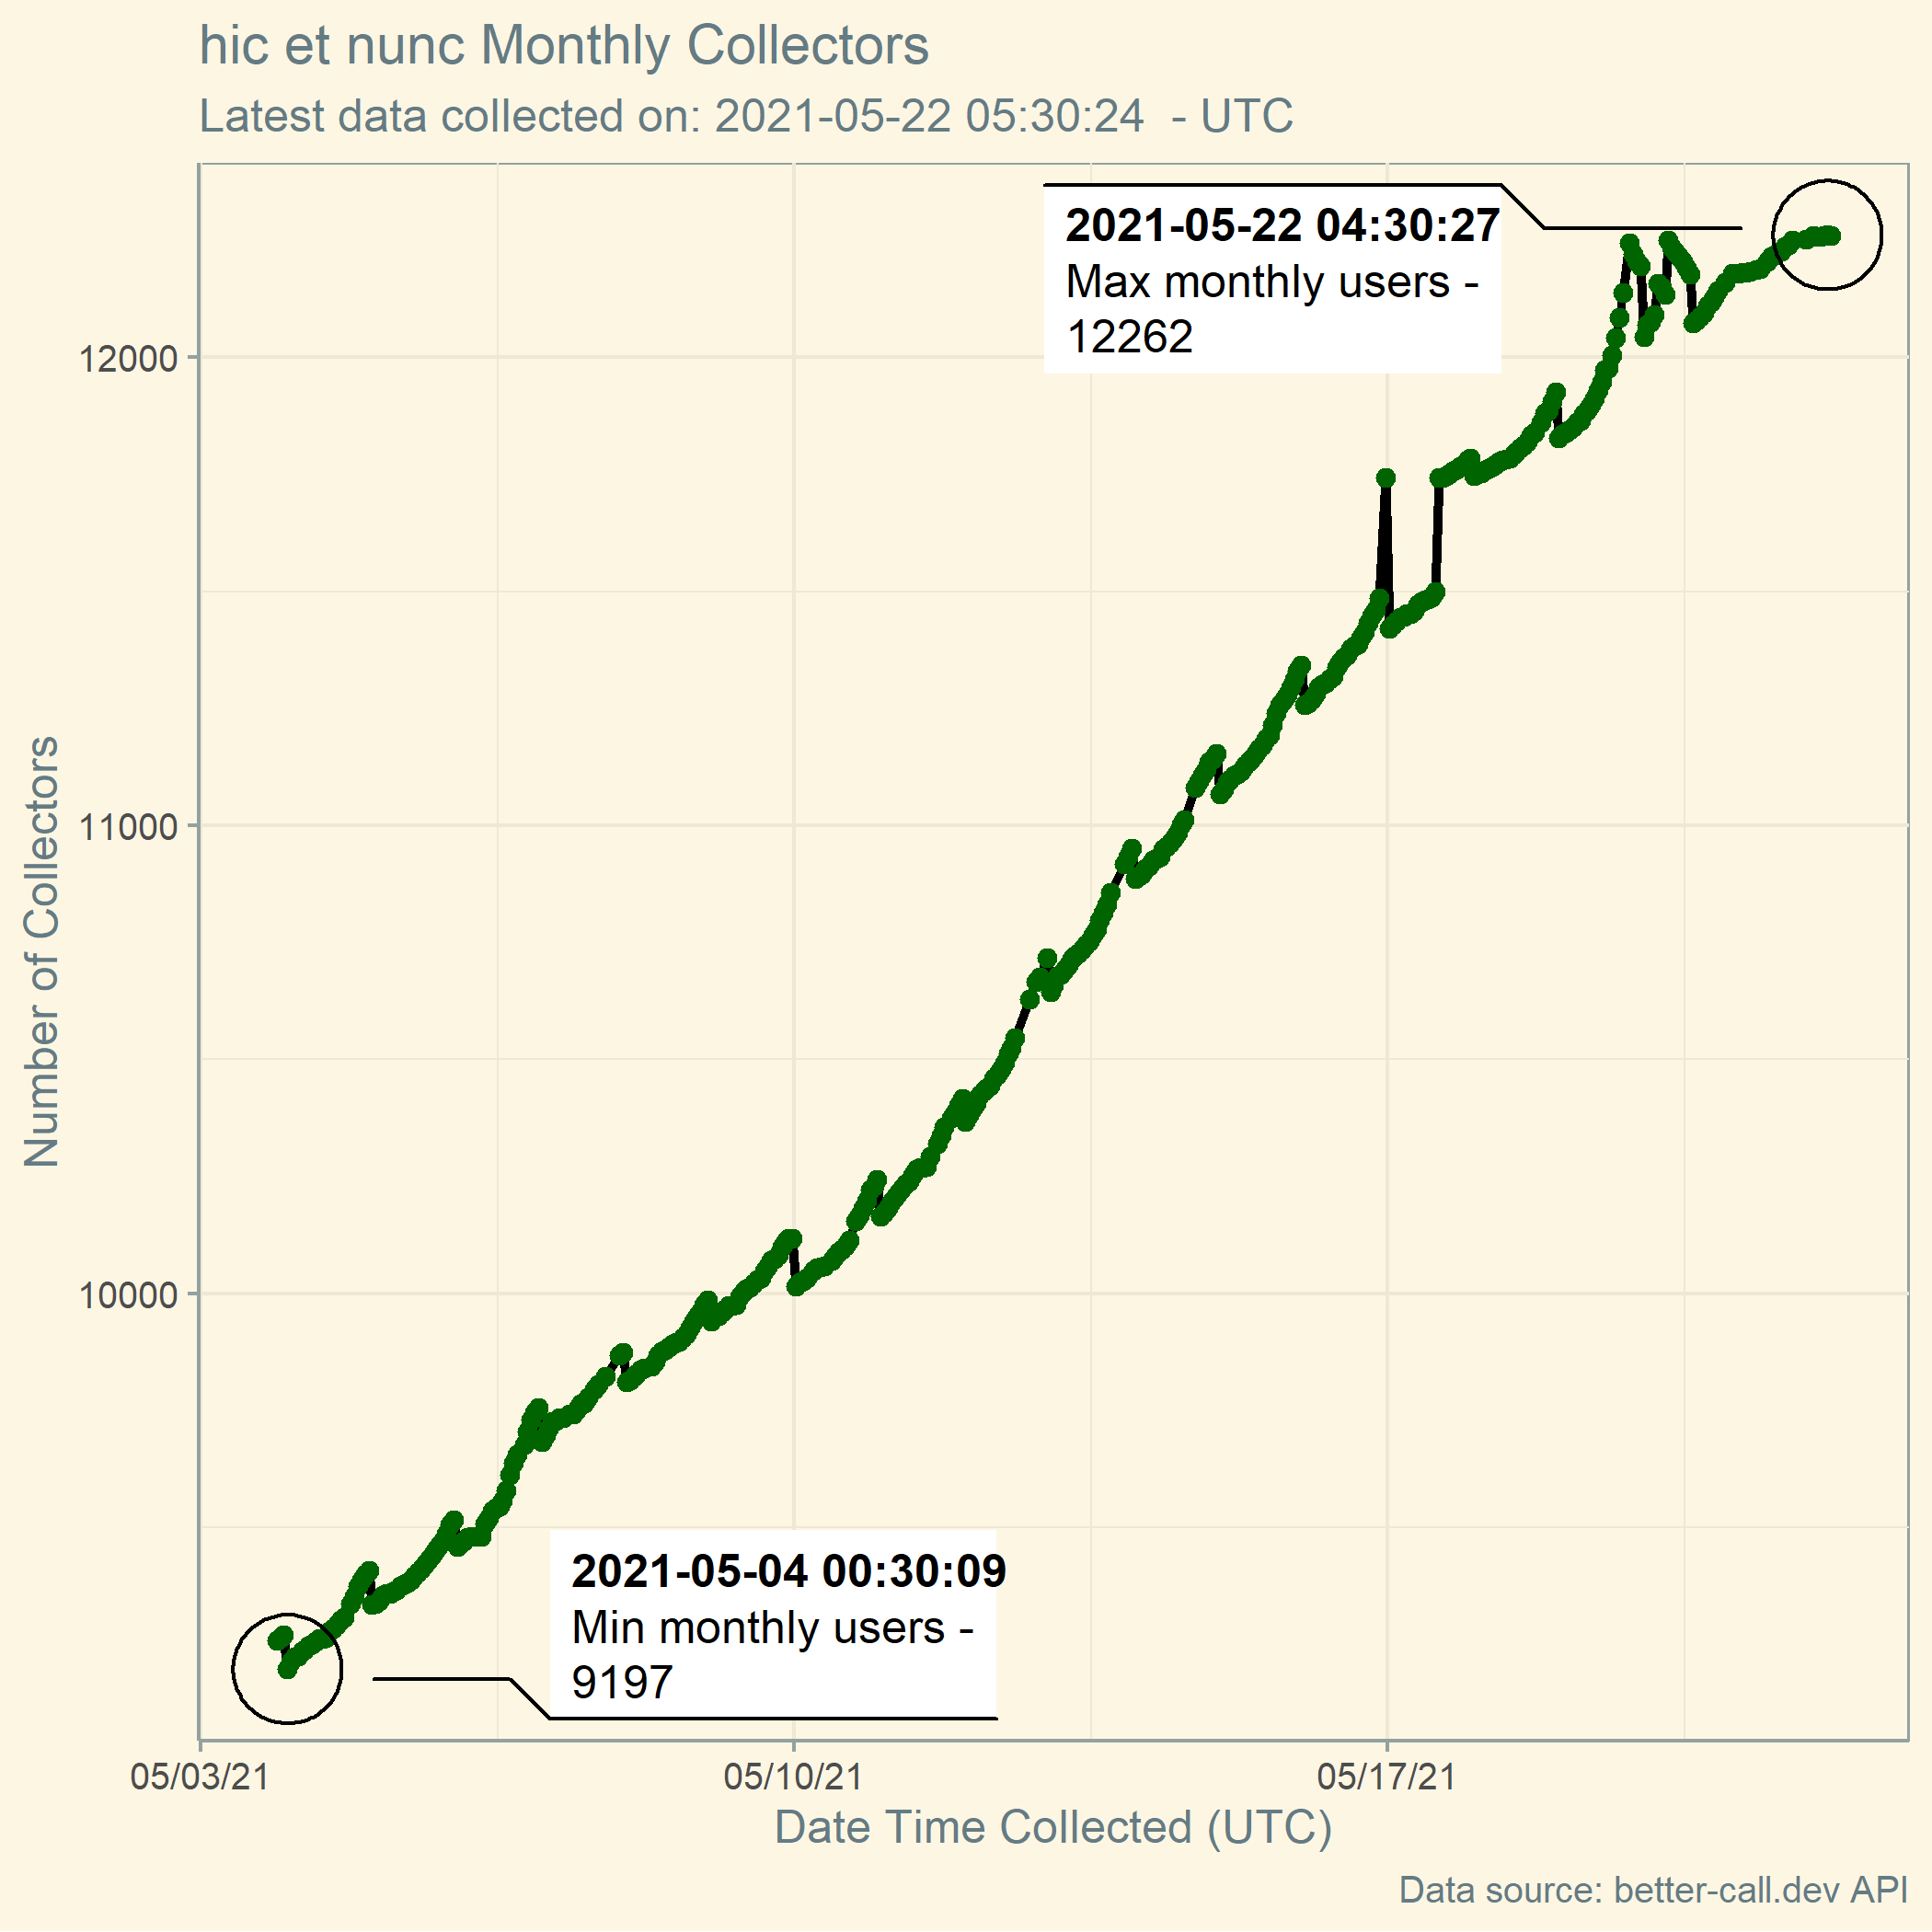 hic et nunc Monthly Collectors
Latest data collected on: 2021-05-22 05:30:24  - UTC
2021-05-22 04:30:27
Max monthly users -
12262
12000
11000
10000
Number of Collectors
2021-05-04 00:30:09
Min monthly users -
9197
05/03/21
05/10/21
05/17/21
Date Time Collected (UTC)
Data source: better-call.dev API